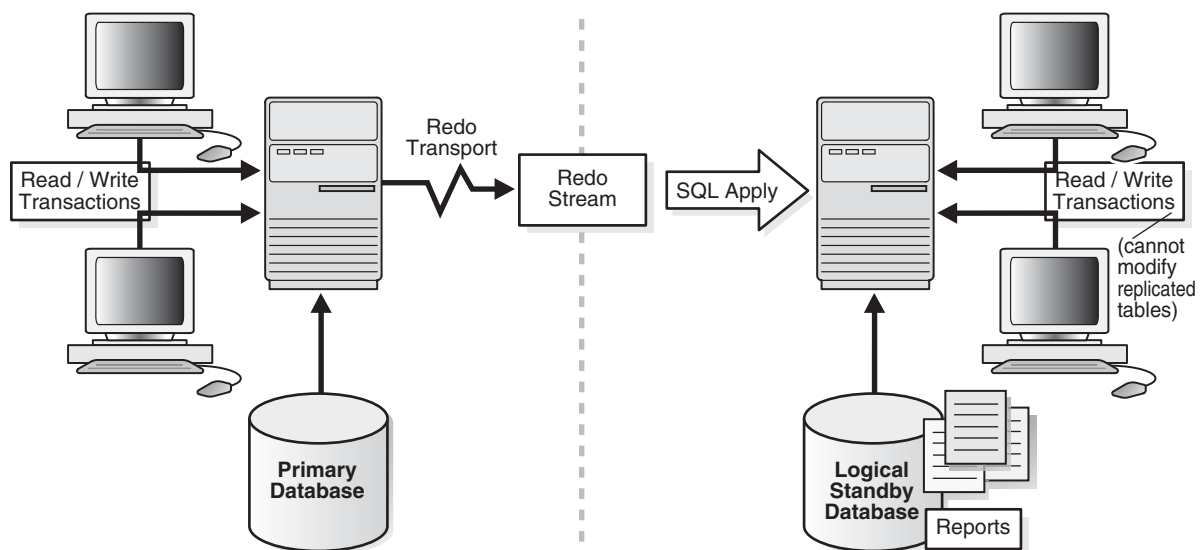 Read / Write
Transactions
Redo
Transport
Redo
Stream
SQL Apply
Read / Write
Transactions
(cannot
modify
replicated
tables)
Primary
Database
Logical
Standby
Database
Reports